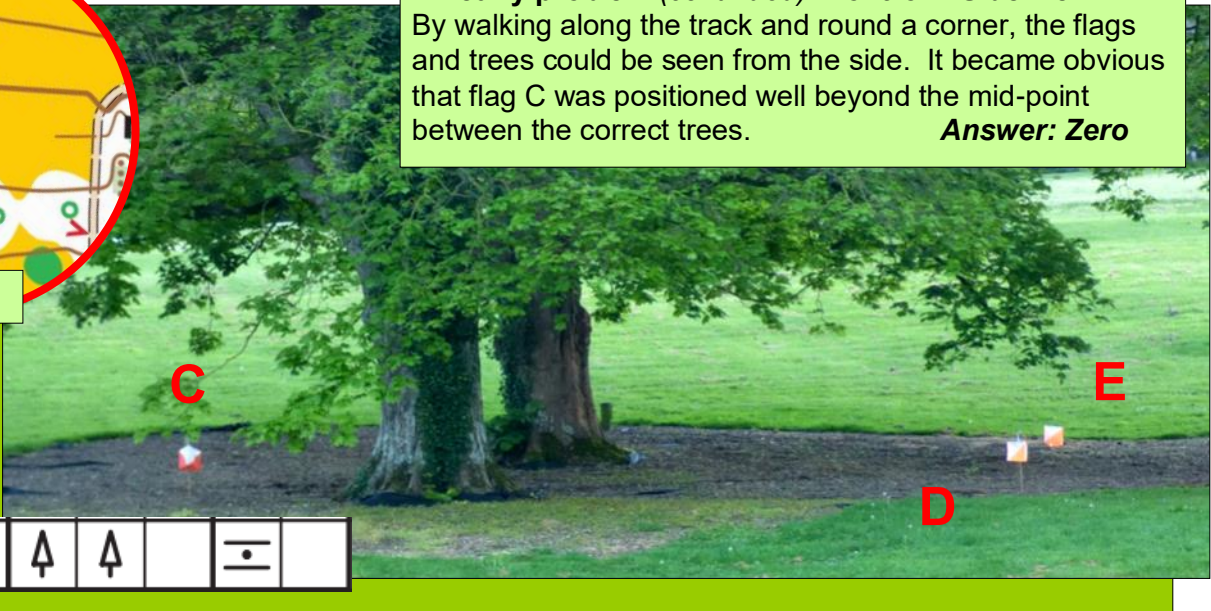 By walking along the track and round a corner, the flags
and trees could be seen from the side. It became obvious
that flag C was positioned well beyond the mid-point
between the correct trees. Answer: Zero
C
E
D